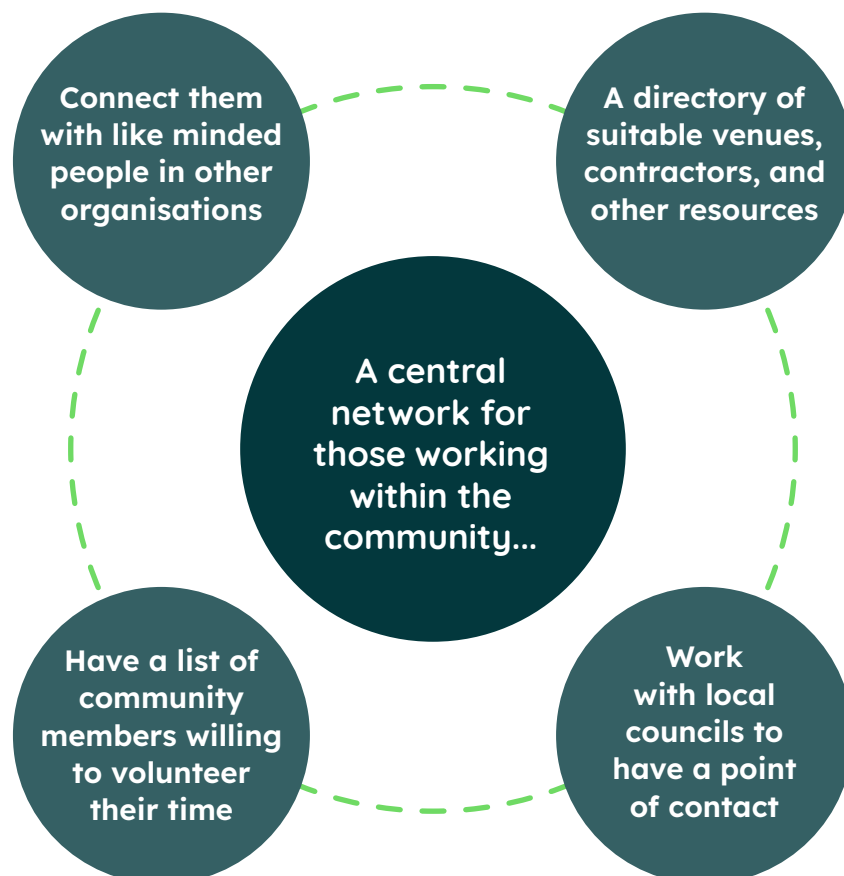 Connect them
with like minded
people in other
organisations
A directory of
suitable venues,
contractors, and
other resources
A central
network for
those working
within the
community...
Have a list of
community
members willing
to volunteer
their time
Work
with local
councils to
have a point
of contact